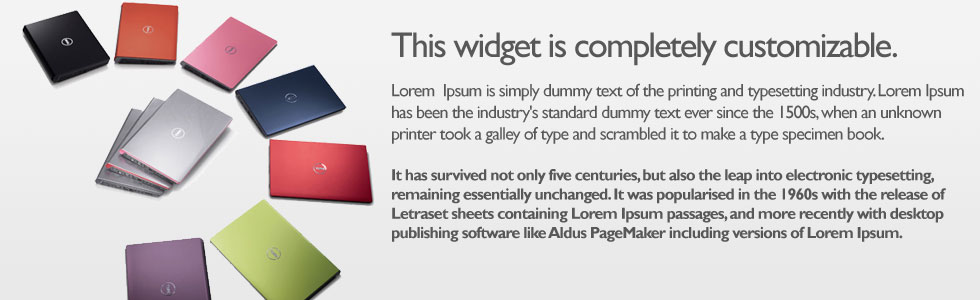 This widget is completely customizable.
Lorem  Ipsum is simply dummy text of the printing and typesetting industry. Lorem Ipsum
has been the industry's standard dummy text ever since the 1500s, when an unknown
printer took a galley of type and scrambled it to make a type specimen book.
It has survived not only five centuries, but also the leap into electronic typesetting,
remaining essentially unchanged. It was popularised in the 1960s with the release of
Letraset sheets containing Lorem Ipsum passages, and more recently with desktop
publishing software like Aldus PageMaker including versions of Lorem Ipsum.